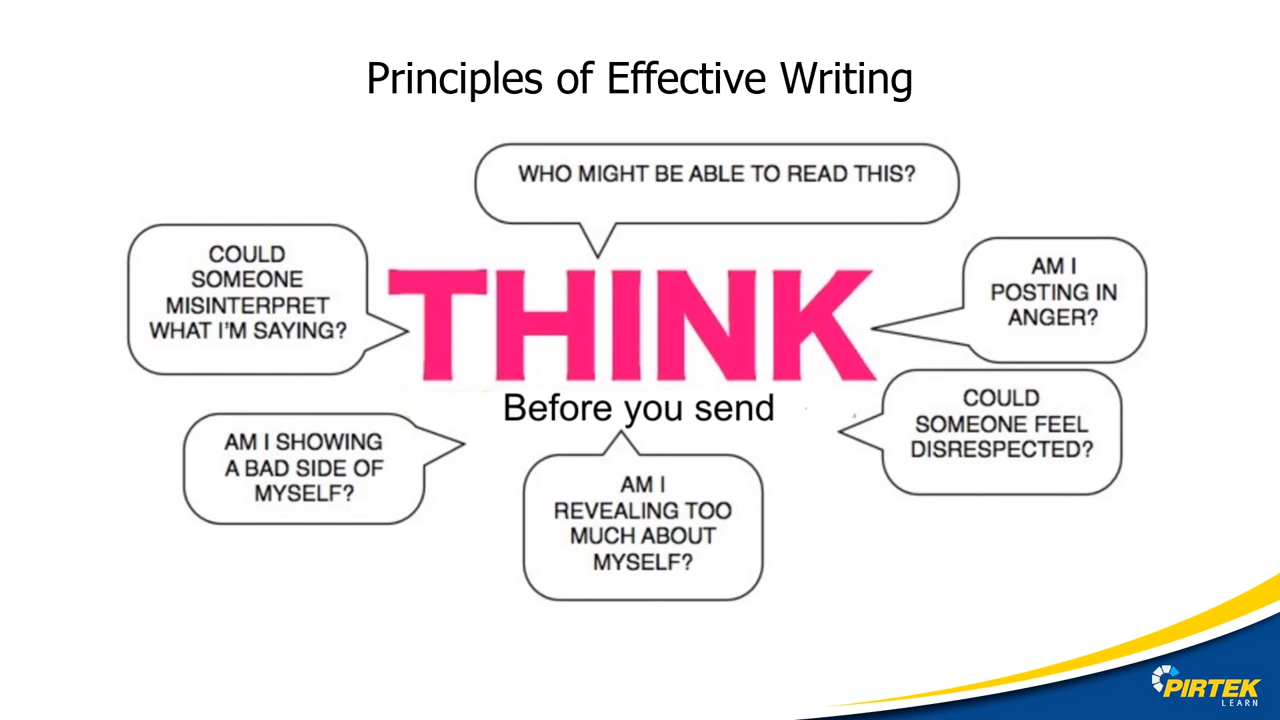 Principles of Effective Writing
WHO MIGHT BE ABLE TO READ THIS?
COULD
SOMEONE
MISINTERPRET
WHAT I'M SAYING?
THINK
Before you send
AM I
POSTING IN
ANGER?
COULD
SOMEONE FEEL
DISRESPECTED?
AM I SHOWING
A BAD SIDE OF
MYSELF?
AM I
REVEALING TOO
MUCH ABOUT
MYSELF?
PIRTEK
LEARN